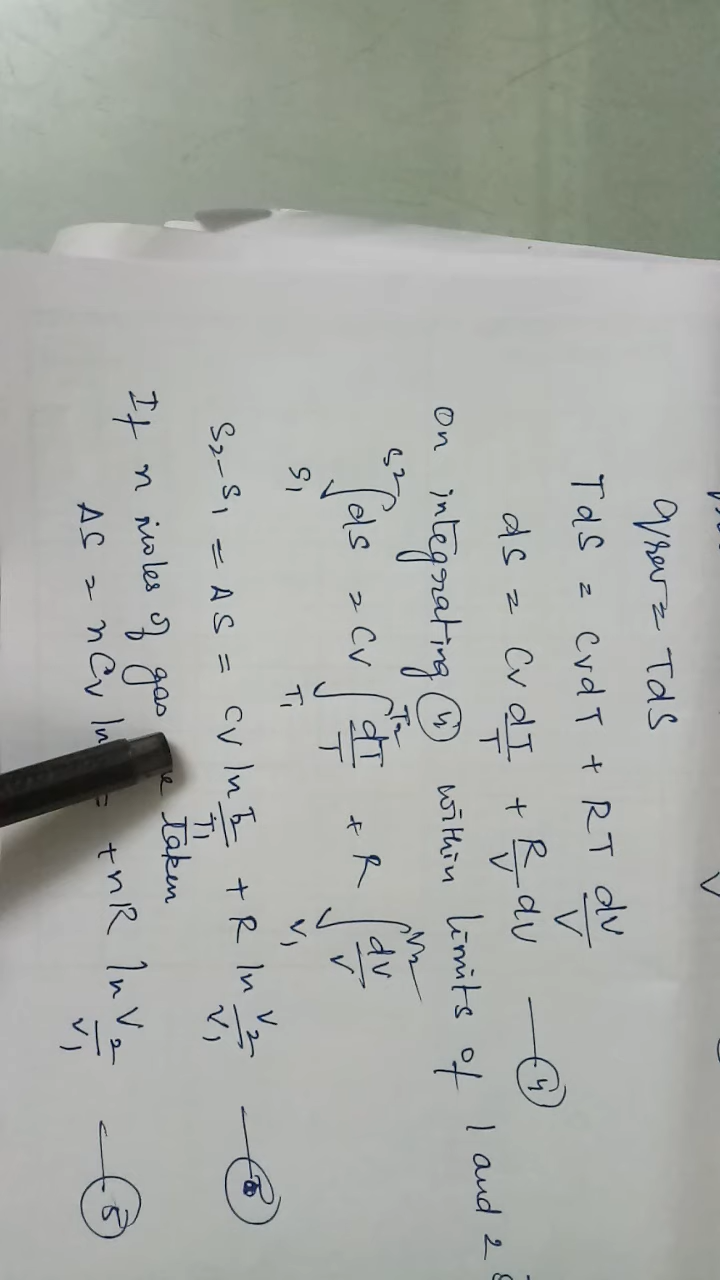 q rev = TdS
TdS = CvdT + RT dv/V
dS = Cv dT/T + R/V dv — (4)
On integrating (4) within limits of 1 and 2
∫S1 S2 dS = Cv ∫T1 T2 dT/T + R ∫V1 V2 dv/V
S2 - S1 = ΔS = Cv ln T2/T1 + R ln V2/V1
If n moles of gas taken
ΔS = nCv ln + nR ln V2/V1 — (5)